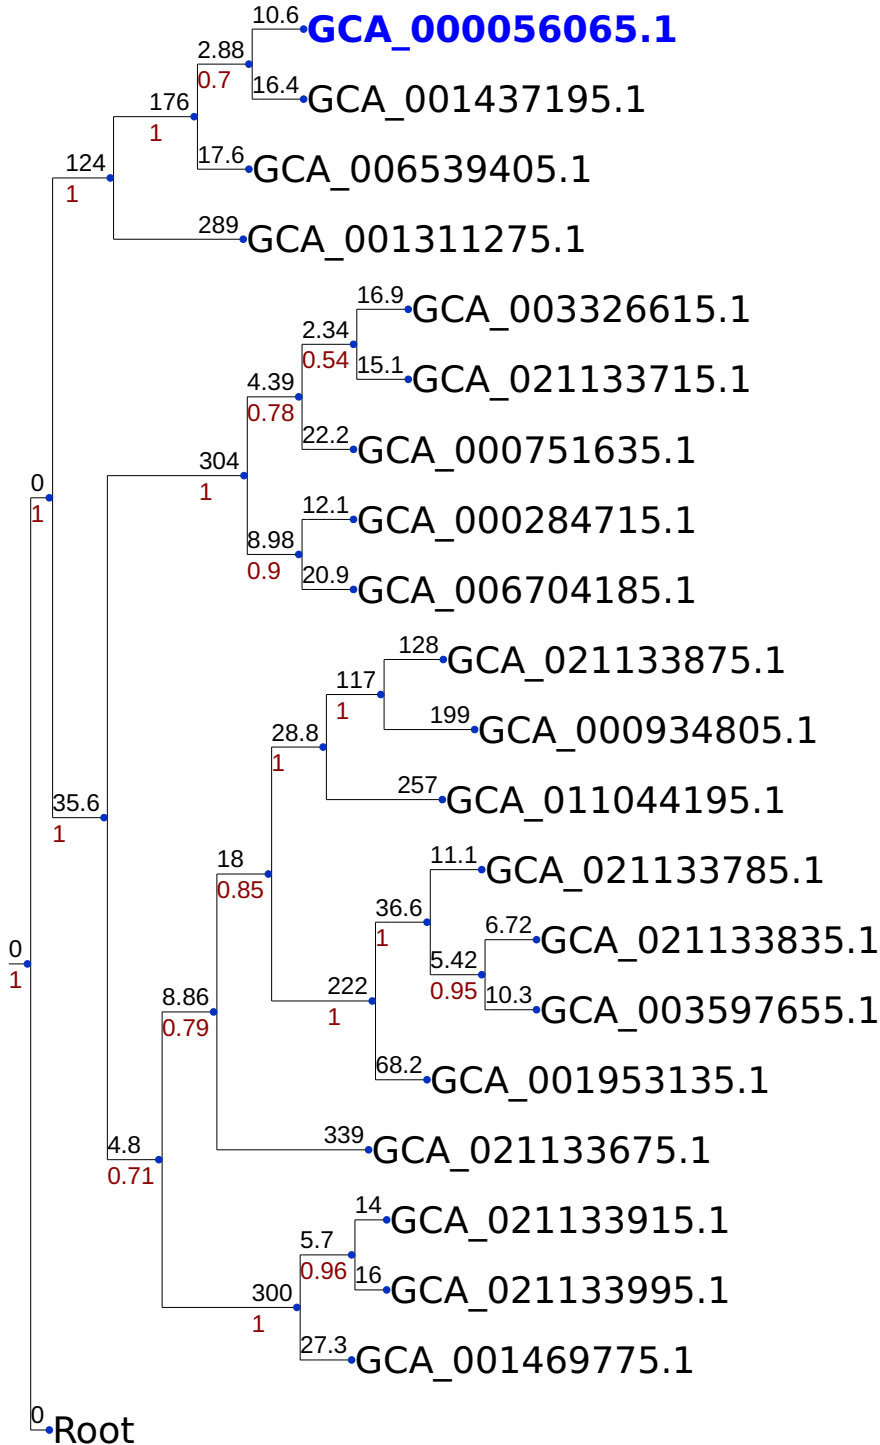 10.6
GCA_000056065.1
2.88
0.7
16.4
GCA_001437195.1
176
1
17.6
GCA_006539405.1
124
1
289
GCA_001311275.1
16.9
GCA_003326615.1
2.34
0.54
15.1
GCA_021133715.1
4.39
0.78
22.2
GCA_000751635.1
304
1
0
1
12.1
GCA_000284715.1
8.98
0.9
20.9
GCA_006704185.1
128
GCA_021133875.1
117
1
199
GCA_000934805.1
28.8
1
257
GCA_011044195.1
35.6
1
18
0.85
11.1
GCA_021133785.1
36.6
1
6.72
GCA_021133835.1
0
1
5.42
0.95
10.3
GCA_003597655.1
222
1
8.86
0.79
68.2
GCA_001953135.1
339
GCA_021133675.1
4.8
0.71
14
GCA_021133915.1
5.7
0.96
16
GCA_021133995.1
300
1
27.3
GCA_001469775.1
0
Root